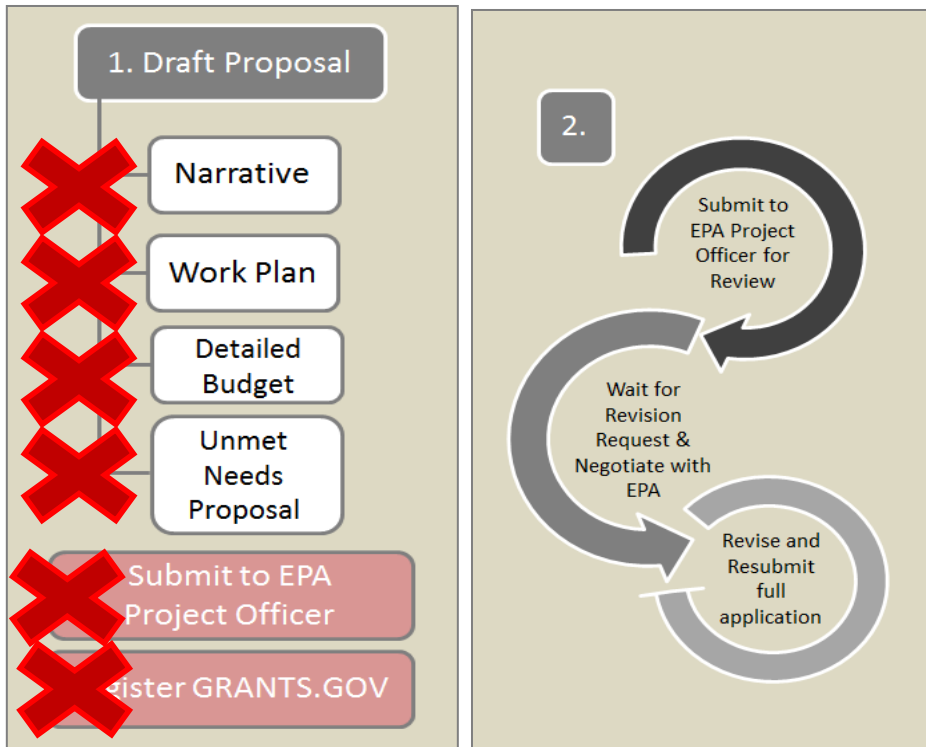 1. Draft Proposal
Narrative
Work Plan
Detailed
Budget
Unmet
Needs
Proposal
Submit to EPA
Project Officer
GRANTS.GOV
2.
Submit to
EPA Project
Officer for
Review
Wait for
Revision
Request &
Negotiate with
EPA
Revise and
Resubmit
full
application